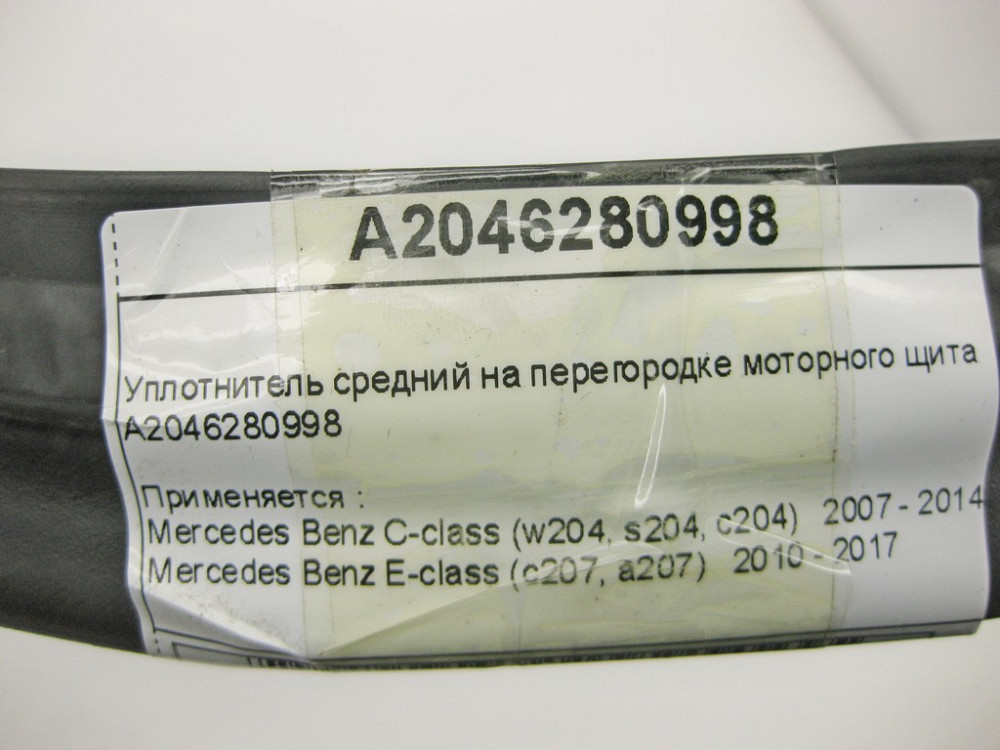 A2046280998
Уплотнитель средний на перегородке моторного щита
A2046280998
Применяется :
Mercedes Benz C-class (w204, s204, c204) 2007 - 2014
Mercedes Benz E-class (c207, a207) 2010 - 2017